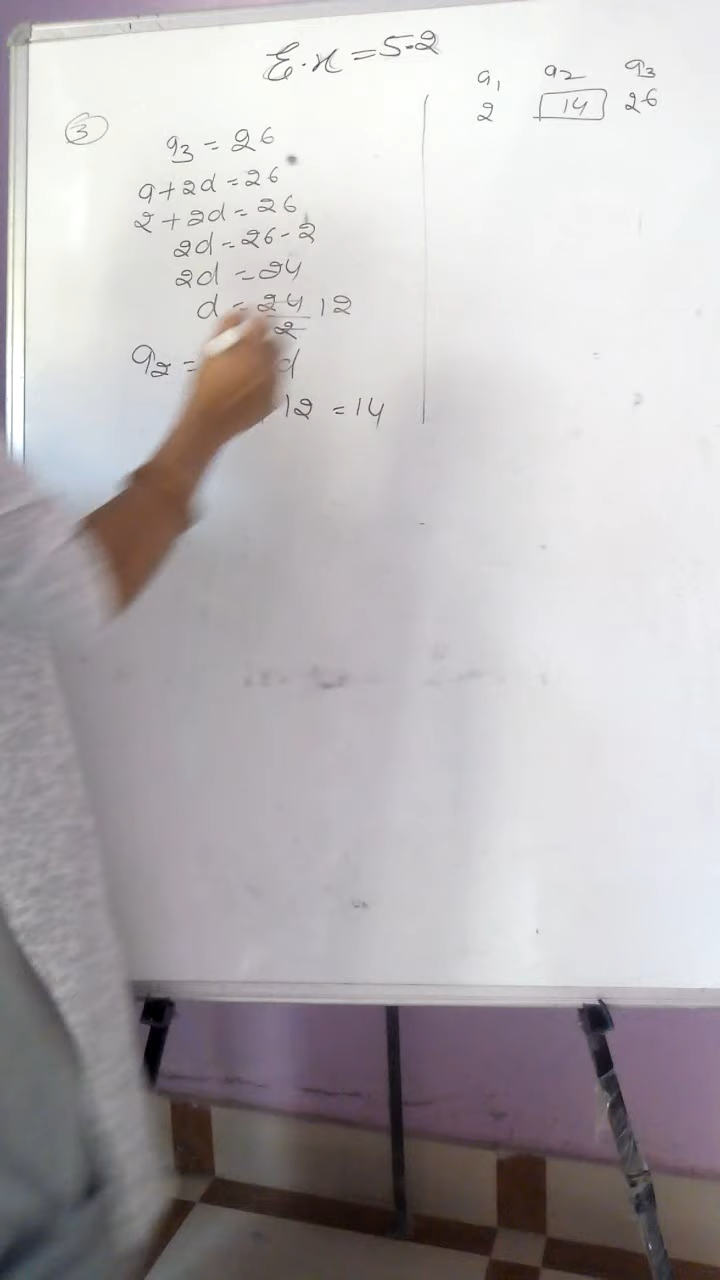 E.x = 5.2
a1 a2 a3
2 14 26
3
a3 = 26
a+2d = 26
2+2d = 26
2d = 26-2
2d = 24
d = 24/2 12
a2 = d
12 = 14